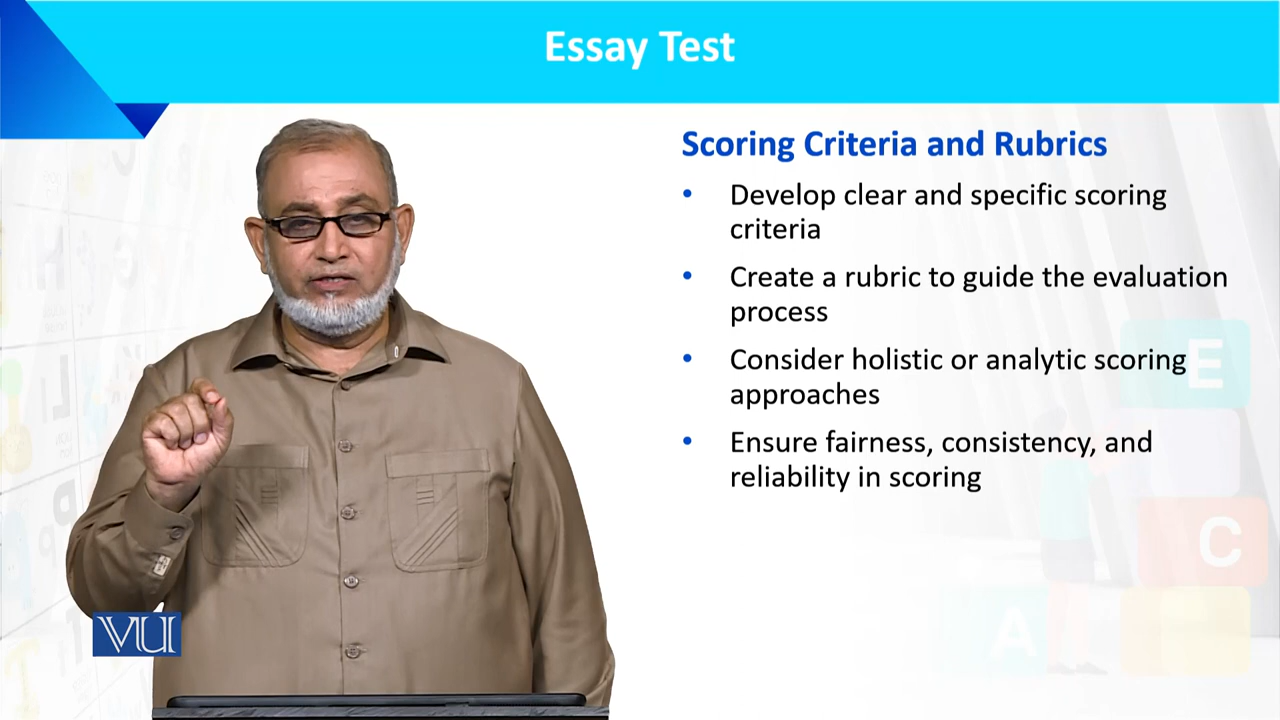 Essay Test
Scoring Criteria and Rubrics
• Develop clear and specific scoring
criteria
• Create a rubric to guide the evaluation
process
• Consider holistic or analytic scoring
approaches
• Ensure fairness, consistency, and
reliability in scoring
E
C
A
VU